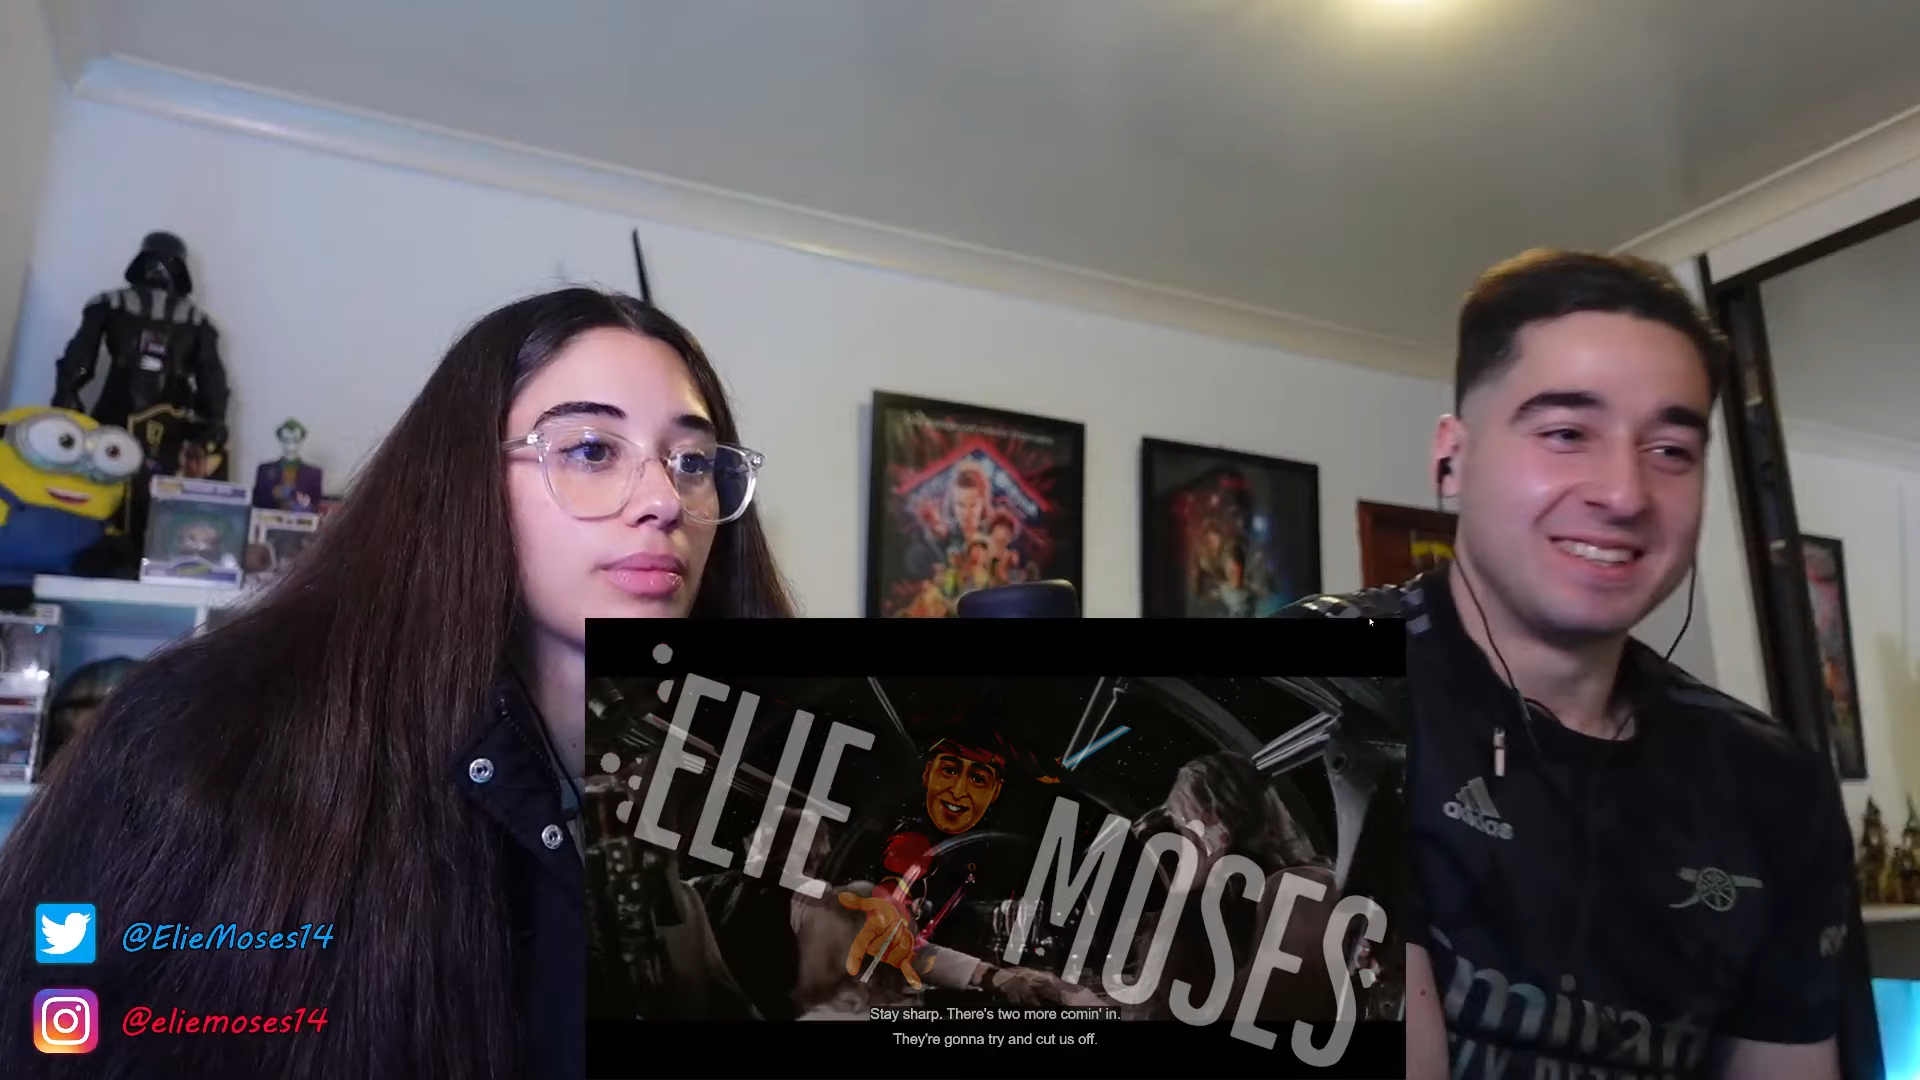 ELIE
MOSES
adidas
@ElieMoses14
@eliemoses14
Stay sharp. There's two more comin' in.
They're gonna try and cut us off.